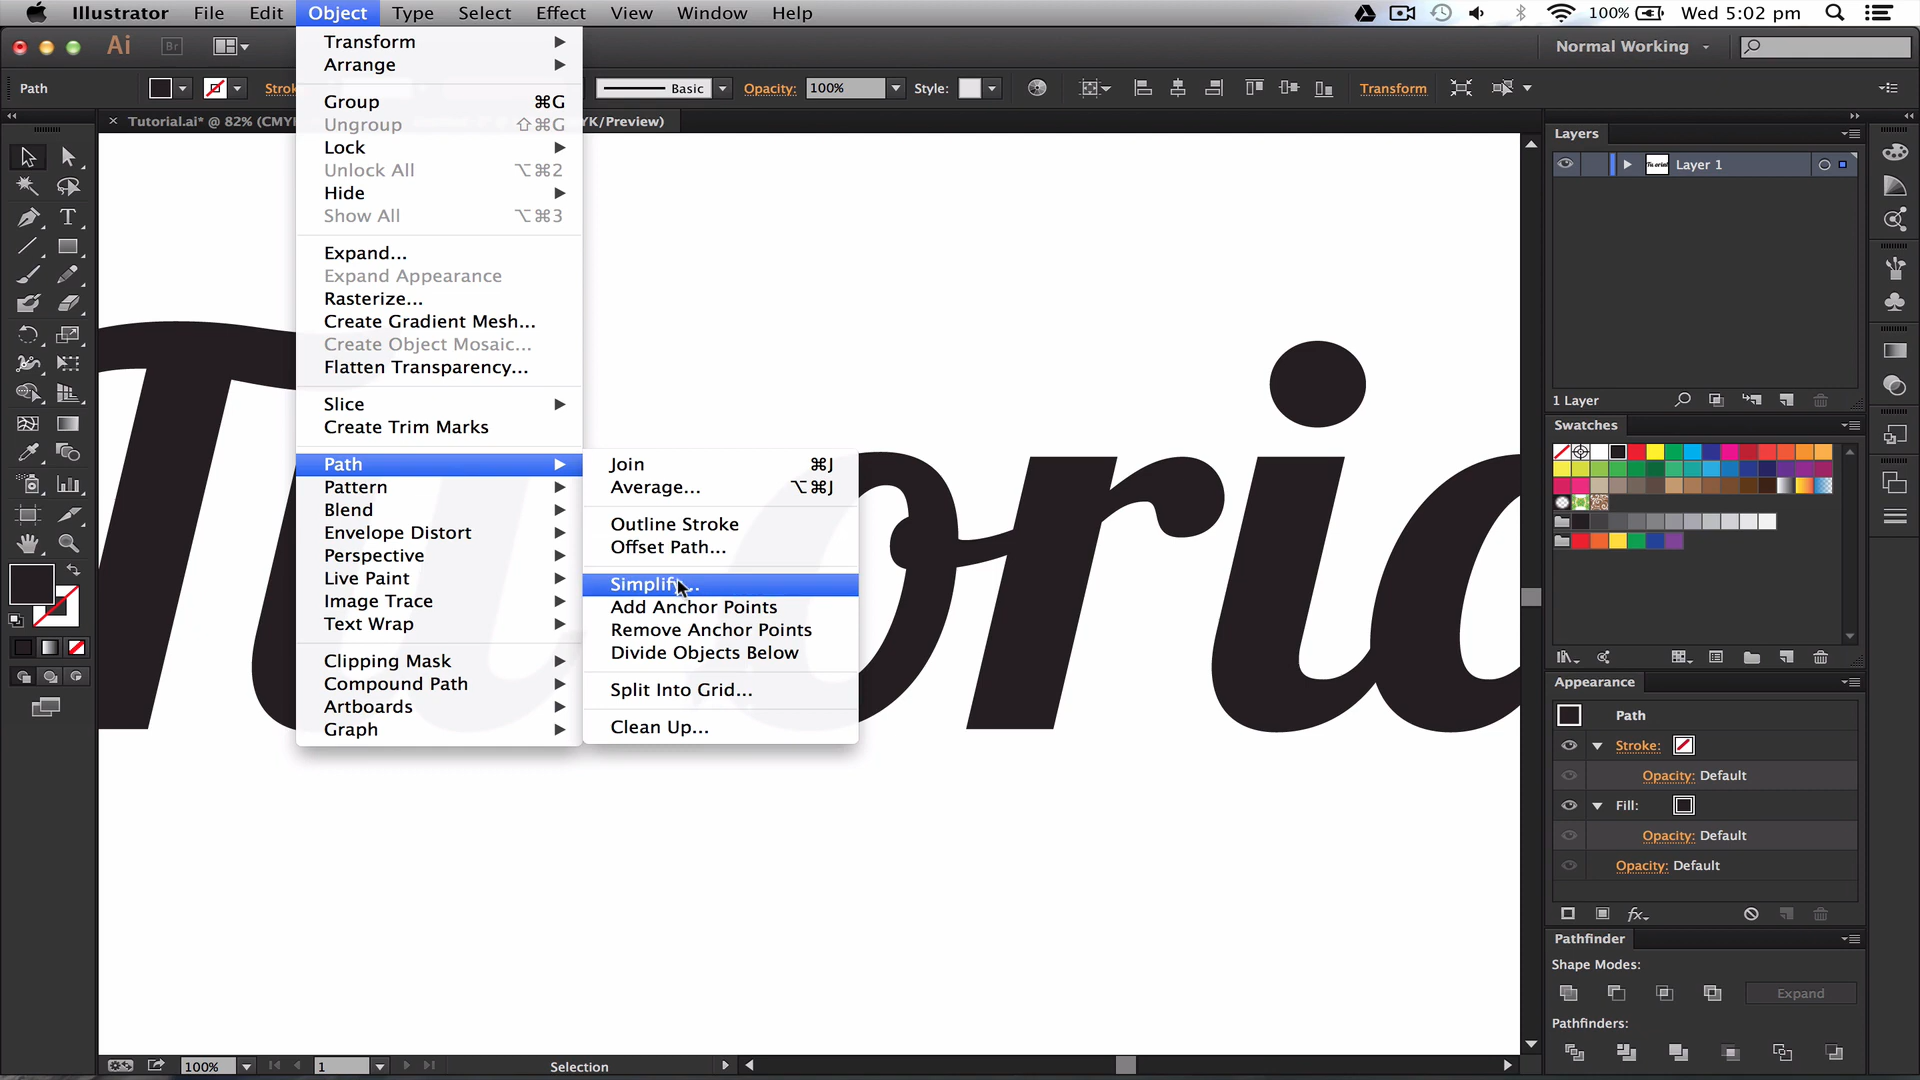 Illustrator File Edit Object Type Select Effect View Window Help 100% Wed 5:02 pm
Ai Br Normal Working
Path Basic Opacity: 100% Style: Transform
Tutorial.ai* @ 82% (CMY K/Preview)
Transform
Arrange
Group ⌘G
Ungroup ⇧⌘G
Lock
Unlock All ⌥⌘2
Hide
Show All ⌥⌘3
Expand...
Expand Appearance
Rasterize...
Create Gradient Mesh...
Create Object Mosaic...
Flatten Transparency...
Slice
Create Trim Marks
Path
Pattern
Blend
Envelope Distort
Perspective
Live Paint
Image Trace
Text Wrap
Clipping Mask
Compound Path
Artboards
Graph
Join ⌘J
Average... ⌥⌘J
Outline Stroke
Offset Path...
Simplify...
Add Anchor Points
Remove Anchor Points
Divide Objects Below
Split Into Grid...
Clean Up...
Tu oria
Layers
Layer 1
1 Layer
Swatches
Appearance
Path
Stroke:
Opacity: Default
Fill:
Opacity: Default
Opacity: Default
fx
Pathfinder
Shape Modes:
Expand
Pathfinders:
100% 1 Selection